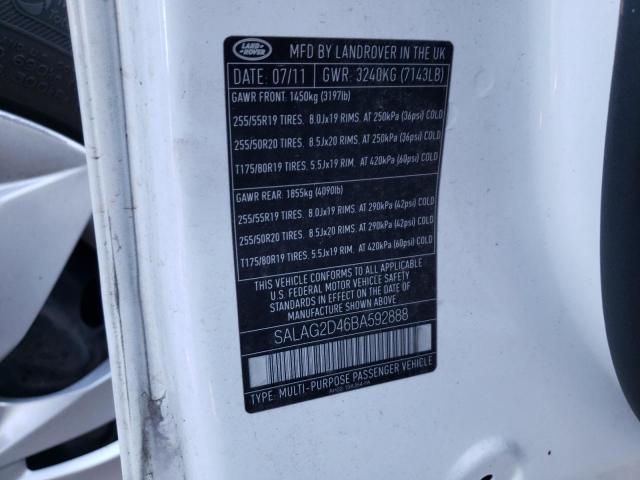 LAND
ROVER
MFD BY LANDROVER IN THE UK
DATE: 07/11 GWR: 3240KG (7143LB)
GAWR FRONT: 1450kg (3197lb)
255/55R19 TIRES. 8.0Jx19 RIMS. AT 250kPa (36psi) COLD
255/50R20 TIRES. 8.5Jx20 RIMS. AT 250kPa (36psi) COLD
T175/80R19 TIRES. 5.5Jx19 RIM. AT 420kPa (60psi) COLD
GAWR REAR: 1855kg (4090lb)
255/55R19 TIRES. 8.0Jx19 RIMS. AT 290kPa (42psi) COLD
255/50R20 TIRES. 8.5Jx20 RIMS. AT 290kPa (42psi) COLD
T175/80R19 TIRES. 5.5Jx19 RIM. AT 420kPa (60psi) COLD
THIS VEHICLE CONFORMS TO ALL APPLICABLE
U.S. FEDERAL MOTOR VEHICLE SAFETY
STANDARDS IN EFFECT ON THE DATE OF
MANUFACTURE SHOWN ABOVE.
SALAG2D46BA592888
TYPE: MULTI-PURPOSE PASSENGER VEHICLE